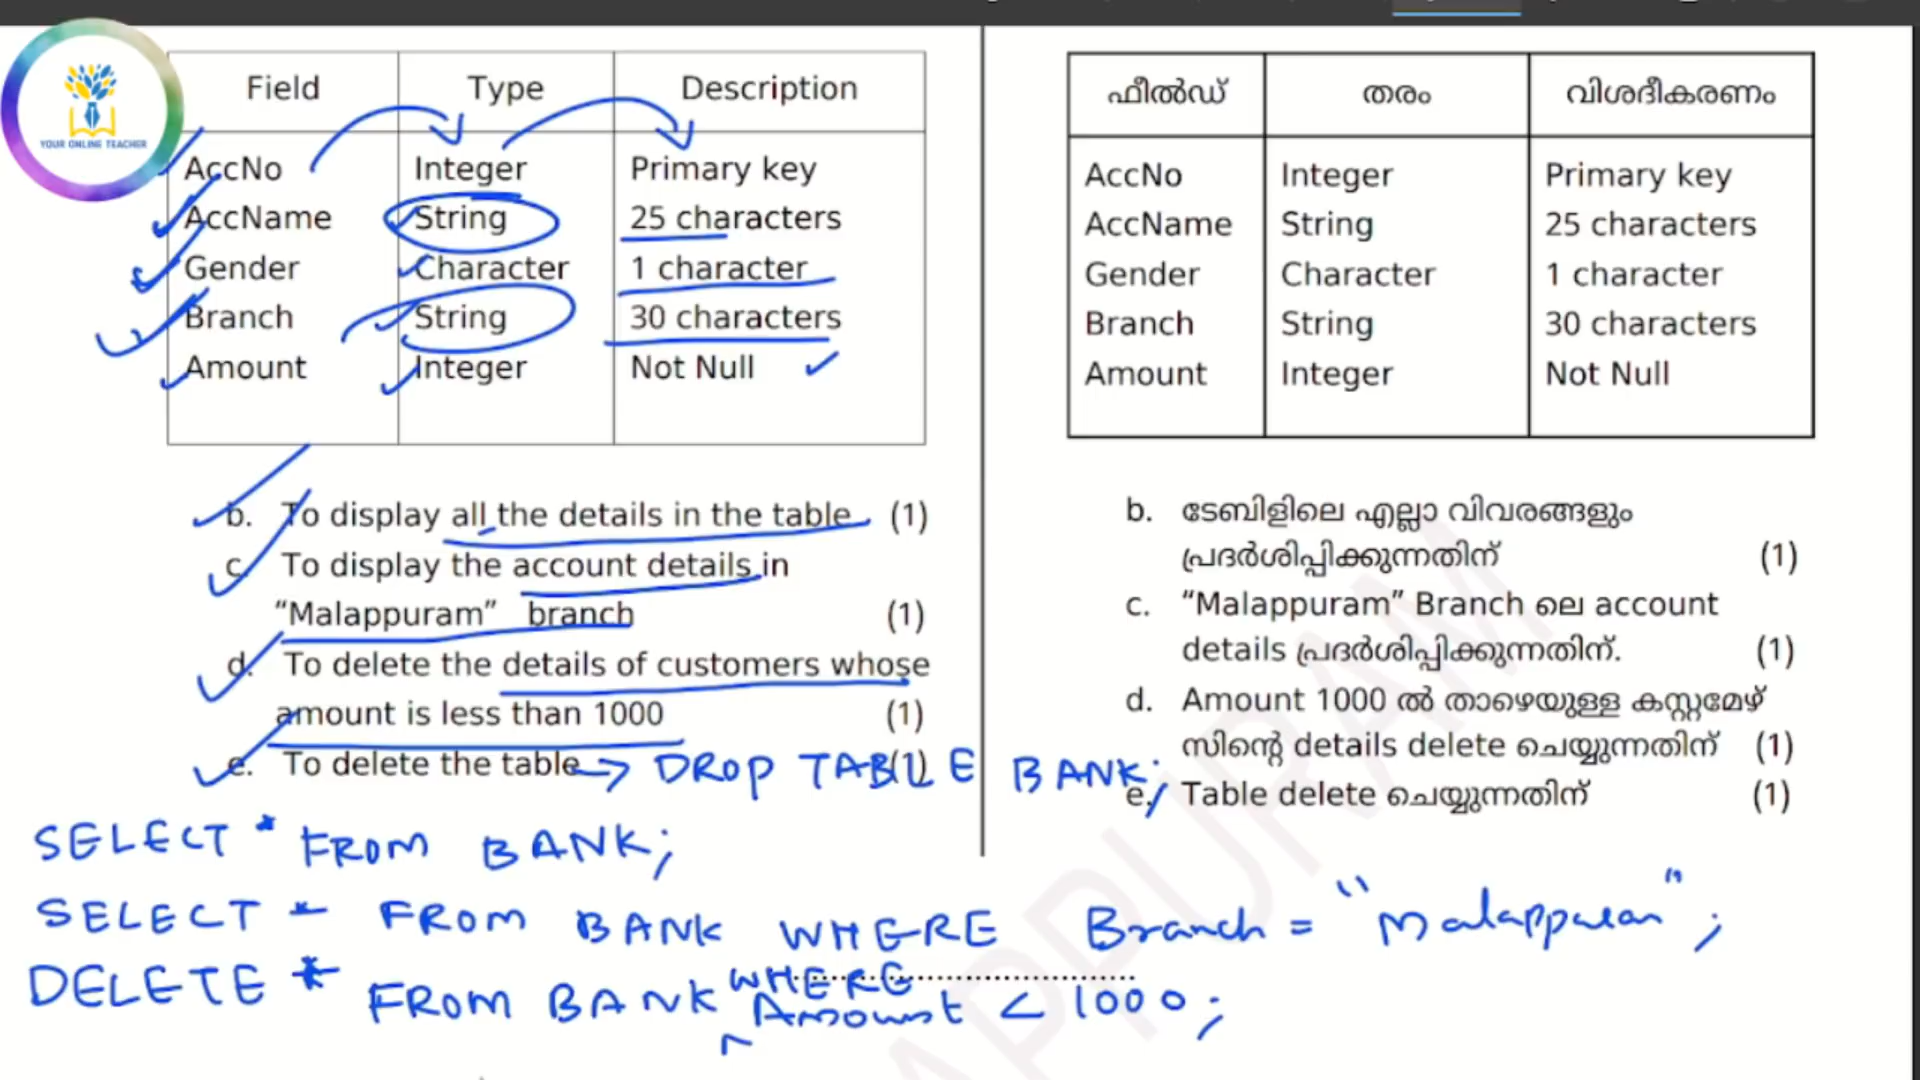 YOUR ONLINE TEACHER
Field Type Description
AccNo Integer Primary key
AccName String 25 characters
Gender Character 1 character
Branch String 30 characters
Amount Integer Not Null
b. To display all the details in the table (1)
c. To display the account details in
“Malappuram” branch (1)
d. To delete the details of customers whose
amount is less than 1000 (1)
e. To delete the table (1)
→ DROP TABLE BANK;
ഫീൽഡ് തരം വിശദീകരണം
AccNo Integer Primary key
AccName String 25 characters
Gender Character 1 character
Branch String 30 characters
Amount Integer Not Null
b. ടേബിളിലെ എല്ലാ വിവരങ്ങളും
പ്രദർശിപ്പിക്കുന്നതിന് (1)
c. “Malappuram” Branch ലെ account
details പ്രദർശിപ്പിക്കുന്നതിന്. (1)
d. Amount 1000 ൽ താഴെയുള്ള കസ്റ്റമേഴ്
സിന്റെ details delete ചെയ്യുന്നതിന് (1)
e. Table delete ചെയ്യുന്നതിന് (1)
SELECT * FROM BANK;
SELECT * FROM BANK WHERE Branch = "Malappuram";
DELETE * FROM BANK WHERE Amount < 1000;